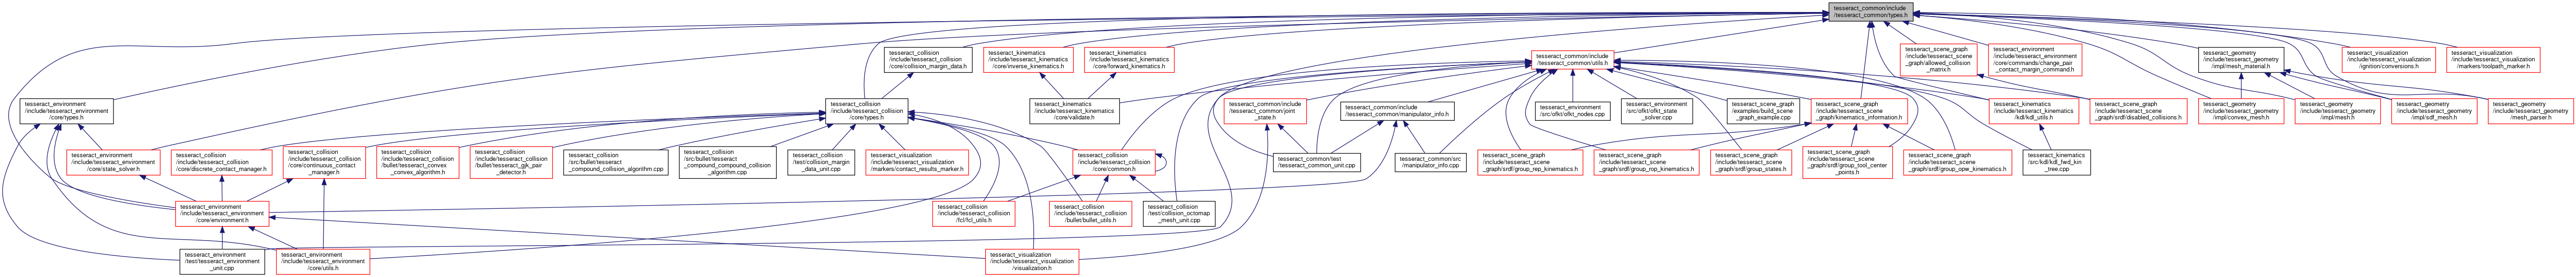 tesseract_common/include
/tesseract_common/types.h
tesseract_collision
/include/tesseract_collision
/core/collision_margin_data.h
tesseract_kinematics
/include/tesseract_kinematics
/core/inverse_kinematics.h
tesseract_kinematics
/include/tesseract_kinematics
/core/forward_kinematics.h
tesseract_common/include
/tesseract_common/utils.h
tesseract_scene_graph
/include/tesseract_scene
_graph/allowed_collision
_matrix.h
tesseract_environment
/include/tesseract_environment
/core/commands/change_pair
_contact_margin_command.h
tesseract_geometry
/include/tesseract_geometry
/impl/mesh_material.h
tesseract_visualization
/include/tesseract_visualization
/ignition/conversions.h
tesseract_visualization
/include/tesseract_visualization
/markers/toolpath_marker.h
tesseract_environment
/include/tesseract_environment
/core/types.h
tesseract_collision
/include/tesseract_collision
/core/types.h
tesseract_kinematics
/include/tesseract_kinematics
/core/validate.h
tesseract_common/include
/tesseract_common/joint
_state.h
tesseract_common/include
/tesseract_common/manipulator_info.h
tesseract_environment
/src/ofkt/ofkt_nodes.cpp
tesseract_environment
/src/ofkt/ofkt_state
_solver.cpp
tesseract_scene_graph
/examples/build_scene
_graph_example.cpp
tesseract_scene_graph
/include/tesseract_scene
_graph/kinematics_information.h
tesseract_kinematics
/include/tesseract_kinematics
/kdl/kdl_utils.h
tesseract_scene_graph
/include/tesseract_scene
_graph/srdf/disabled_collisions.h
tesseract_geometry
/include/tesseract_geometry
/impl/convex_mesh.h
tesseract_geometry
/include/tesseract_geometry
/impl/mesh.h
tesseract_geometry
/include/tesseract_geometry
/impl/sdf_mesh.h
tesseract_geometry
/include/tesseract_geometry
/mesh_parser.h
tesseract_environment
/include/tesseract_environment
/core/state_solver.h
tesseract_collision
/include/tesseract_collision
/core/discrete_contact_manager.h
tesseract_collision
/include/tesseract_collision
/core/continuous_contact
_manager.h
tesseract_collision
/include/tesseract_collision
/bullet/tesseract_convex
_convex_algorithm.h
tesseract_collision
/include/tesseract_collision
/bullet/tesseract_gjk_pair
_detector.h
tesseract_collision
/src/bullet/tesseract
_compound_collision_algorithm.cpp
tesseract_collision
/src/bullet/tesseract
_compound_compound_collision
_algorithm.cpp
tesseract_collision
/test/collision_margin
_data_unit.cpp
tesseract_visualization
/include/tesseract_visualization
/markers/contact_results_marker.h
tesseract_collision
/include/tesseract_collision
/core/common.h
tesseract_common/test
/tesseract_common_unit.cpp
tesseract_common/src
/manipulator_info.cpp
tesseract_scene_graph
/include/tesseract_scene
_graph/srdf/group_rep_kinematics.h
tesseract_scene_graph
/include/tesseract_scene
_graph/srdf/group_rop_kinematics.h
tesseract_scene_graph
/include/tesseract_scene
_graph/srdf/group_states.h
tesseract_scene_graph
/include/tesseract_scene
_graph/srdf/group_tool_center
_points.h
tesseract_scene_graph
/include/tesseract_scene
_graph/srdf/group_opw_kinematics.h
tesseract_kinematics
/src/kdl/kdl_fwd_kin
_tree.cpp
tesseract_environment
/include/tesseract_environment
/core/environment.h
tesseract_collision
/include/tesseract_collision
/fcl/fcl_utils.h
tesseract_collision
/include/tesseract_collision
/bullet/bullet_utils.h
tesseract_collision
/test/collision_octomap
_mesh_unit.cpp
tesseract_environment
/test/tesseract_environment
_unit.cpp
tesseract_environment
/include/tesseract_environment
/core/utils.h
tesseract_visualization
/include/tesseract_visualization
/visualization.h